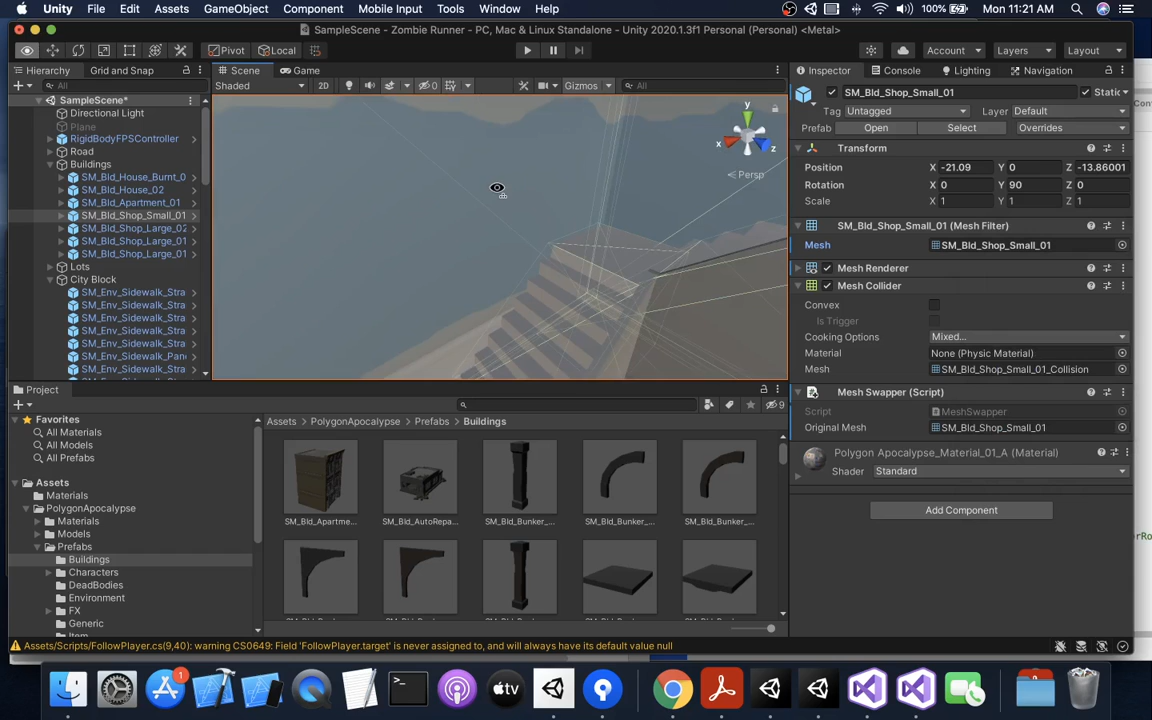 Unity File Edit Assets GameObject Component Mobile Input Tools Window Help 100% Mon 11:21 AM
SampleScene - Zombie Runner - PC, Mac & Linux Standalone - Unity 2020.1.3f1 Personal (Personal) <Metal>
Pivot Local Account Layers Layout
Hierarchy Grid and Snap Scene Game Inspector Console Lighting Navigation
All Shaded 2D 0 Gizmos All SM_Bld_Shop_Small_01 Static
SampleScene*
Directional Light
Plane
RigidBodyFPSController
Road
Buildings
SM_Bld_House_Burnt_0
SM_Bld_House_02
SM_Bld_Apartment_01
SM_Bld_Shop_Small_01
SM_Bld_Shop_Large_02
SM_Bld_Shop_Large_01
SM_Bld_Shop_Large_01
Lots
City Block
SM_Env_Sidewalk_Stra
SM_Env_Sidewalk_Stra
SM_Env_Sidewalk_Stra
SM_Env_Sidewalk_Stra
SM_Env_Sidewalk_Stra
SM_Env_Sidewalk_Pan
y
x
z
Persp
Tag Untagged Layer Default
Prefab Open Select Overrides
Transform
Position X -21.09 Y 0 Z -13.86001
Rotation X 0 Y 90 Z 0
Scale X 1 Y 1 Z 1
SM_Bld_Shop_Small_01 (Mesh Filter)
Mesh SM_Bld_Shop_Small_01
Mesh Renderer
Mesh Collider
Convex
Is Trigger
Cooking Options Mixed...
Material None (Physic Material)
Mesh SM_Bld_Shop_Small_01_Collision
Mesh Swapper (Script)
Script MeshSwapper
Original Mesh SM_Bld_Shop_Small_01
Polygon Apocalypse_Material_01_A (Material)
Shader Standard
Add Component
Project
9
Favorites
All Materials
All Models
All Prefabs
Assets
Materials
PolygonApocalypse
Materials
Models
Prefabs
Buildings
Characters
DeadBodies
Environment
FX
Generic
Item
Assets PolygonApocalypse Prefabs Buildings
SM_Bld_Apartme... SM_Bld_AutoRepa... SM_Bld_Bunker_... SM_Bld_Bunker_... SM_Bld_Bunker_...
Assets/Scripts/FollowPlayer.cs(9,40): warning CS0649: Field 'FollowPlayer.target' is never assigned to, and will always have its default value null
1
tv